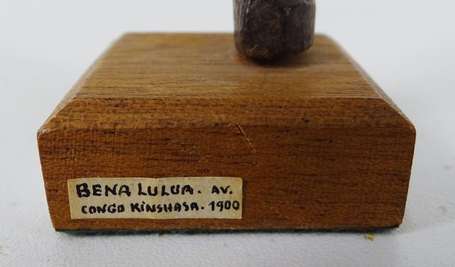 BENA LULUA. AV.
CONGO KINSHASA. 1900